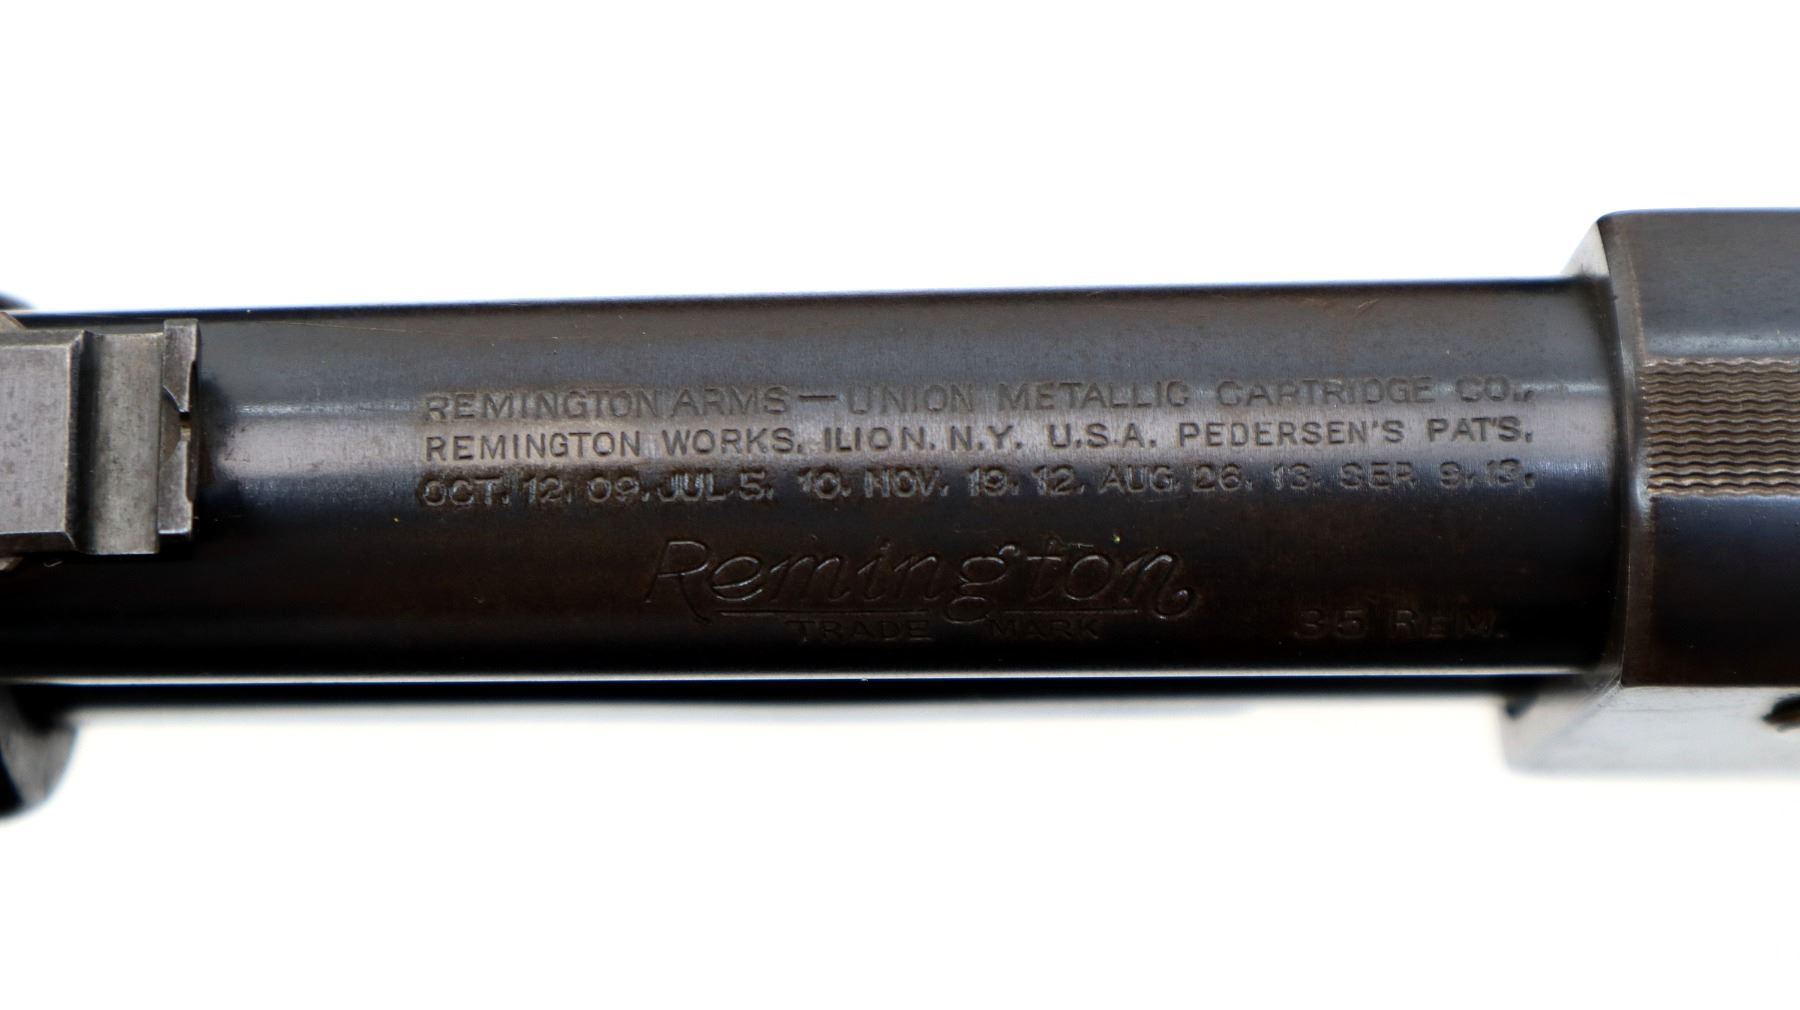 REMINGTON ARMS — UNION METALLIC CARTRIDGE CO.,
REMINGTON WORKS. ILION. N.Y. U.S.A. PEDERSEN'S PAT'S.
OCT. 12. 09. JUL 5. 10. NOV. 19. 12. AUG. 26. 13. SEP. 9. 13.
Remington
TRADE MARK
35 REM.